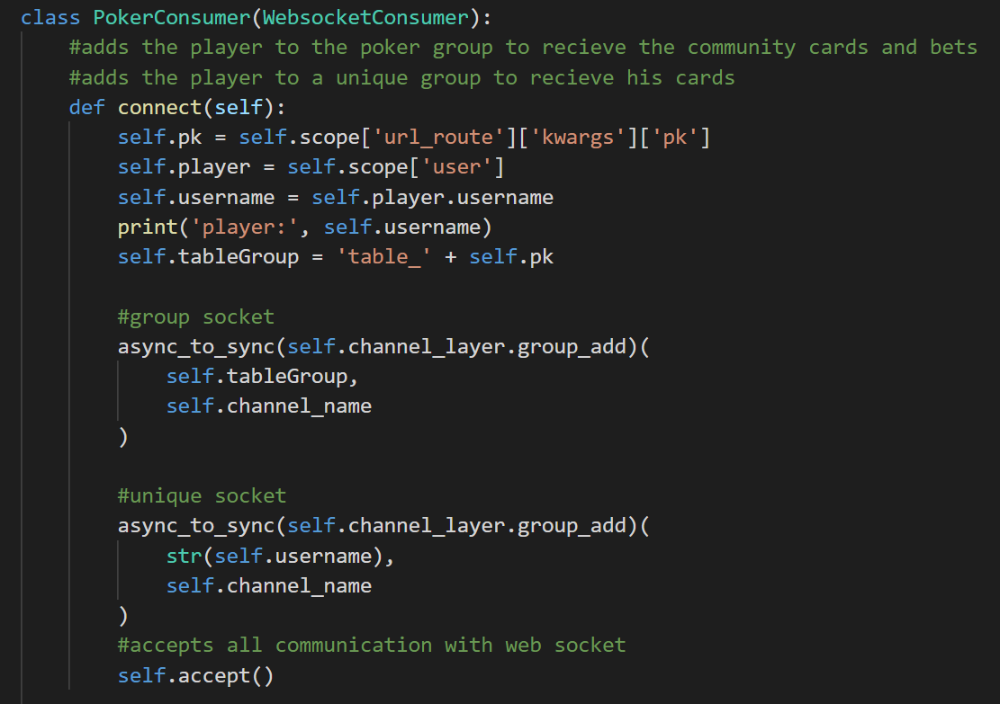 class PokerConsumer(WebsocketConsumer):
    #adds the player to the poker group to recieve the community cards and bets
    #adds the player to a unique group to recieve his cards
    def connect(self):
        self.pk = self.scope['url_route']['kwargs']['pk']
        self.player = self.scope['user']
        self.username = self.player.username
        print('player:', self.username)
        self.tableGroup = 'table_' + self.pk

        #group socket
        async_to_sync(self.channel_layer.group_add)(
            self.tableGroup,
            self.channel_name
        )

        #unique socket
        async_to_sync(self.channel_layer.group_add)(
            str(self.username),
            self.channel_name
        )
        #accepts all communication with web socket
        self.accept()